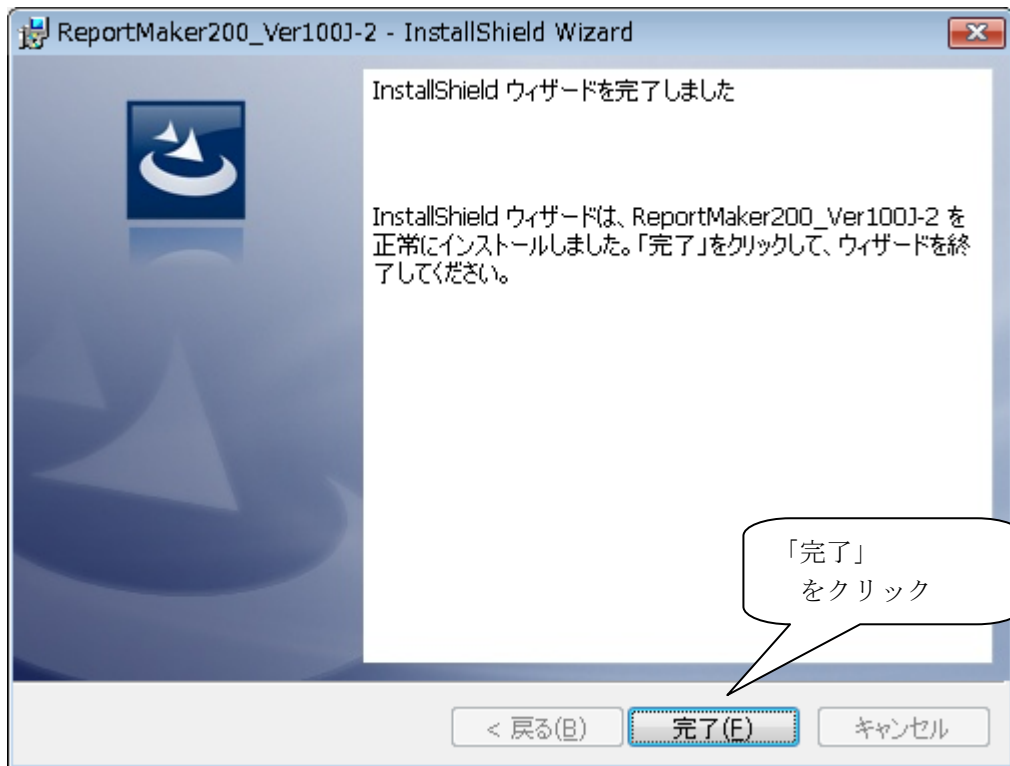 ReportMaker200_Ver100J-2 - InstallShield Wizard
InstallShield ウィザードを完了しました
InstallShield ウィザードは、ReportMaker200_Ver100J-2 を
正常にインストールしました。「完了」をクリックして、ウィザードを終
了してください。
「完了」
をクリック
< 戻る(B)
完了(F)
キャンセル